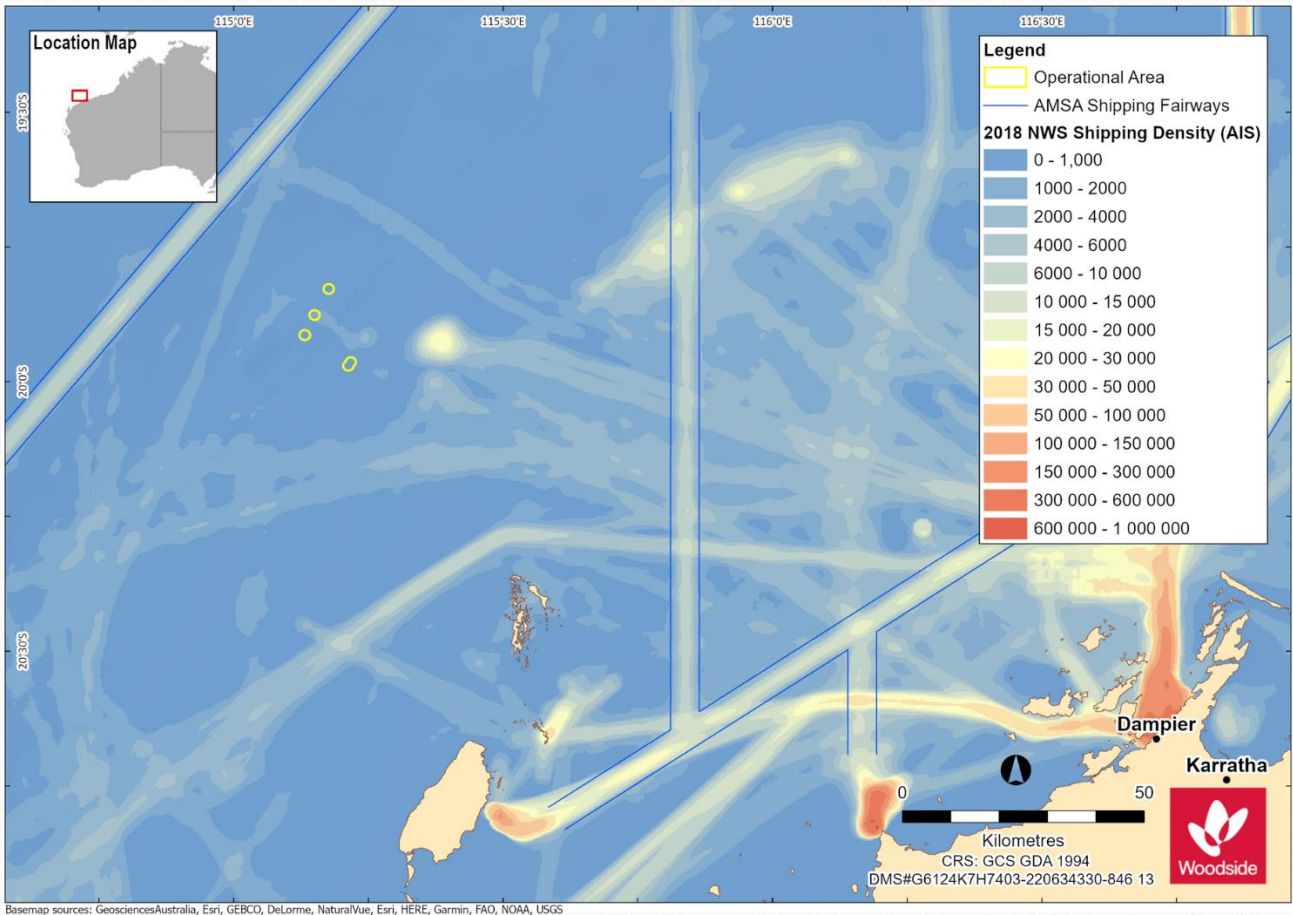 115°0'E 115°30'E 116°0'E 116°30'E
Location Map
19°30'S
20°0'S
20°30'S
Legend
Operational Area
AMSA Shipping Fairways
2018 NWS Shipping Density (AIS)
0 - 1,000
1000 - 2000
2000 - 4000
4000 - 6000
6000 - 10 000
10 000 - 15 000
15 000 - 20 000
20 000 - 30 000
30 000 - 50 000
50 000 - 100 000
100 000 - 150 000
150 000 - 300 000
300 000 - 600 000
600 000 - 1 000 000
Dampier
Karratha
0 50
Kilometres
CRS: GCS GDA 1994
DMS#G6124K7H7403-220634330-846 13
Woodside
Basemap sources: GeosciencesAustralia, Esri, GEBCO, DeLorme, NaturalVue, Esri, HERE, Garmin, FAO, NOAA, USGS